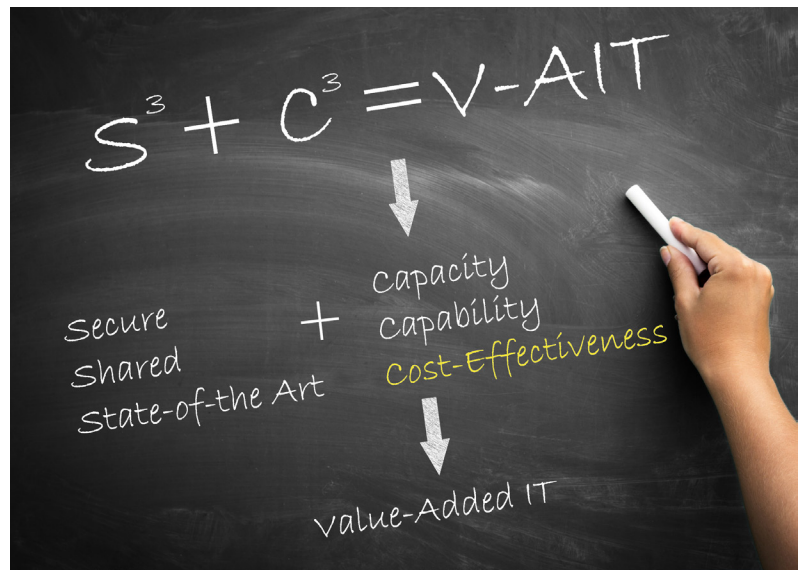 S³ + C³ = V-AIT
Secure
Shared
State-of-the Art
+
Capacity
Capability
Cost-Effectiveness
Value-Added IT